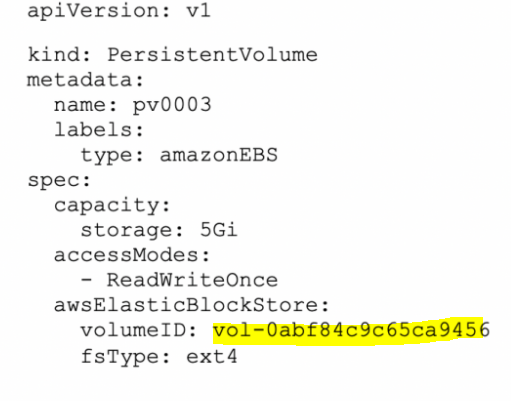 apiVersion: v1
kind: PersistentVolume
metadata:
  name: pv0003
  labels:
    type: amazonEBS
spec:
  capacity:
    storage: 5Gi
  accessModes:
    - ReadWriteOnce
  awsElasticBlockStore:
    volumeID: vol-0abf84c9c65ca9456
    fsType: ext4